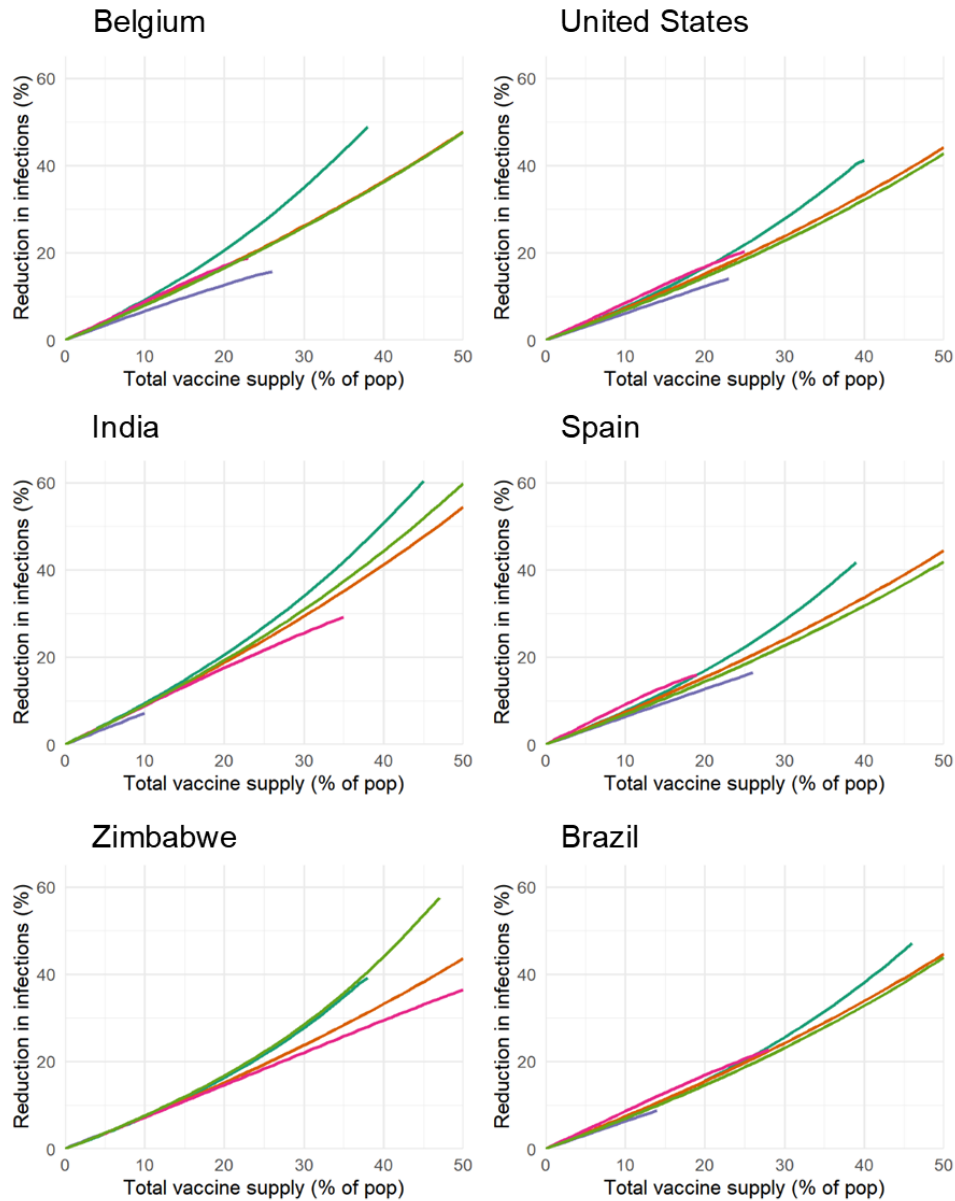 Belgium
United States
60
40
20
0
Reduction in infections (%)
0 10 20 30 40 50
Total vaccine supply (% of pop)
60
40
20
0
Reduction in infections (%)
0 10 20 30 40 50
Total vaccine supply (% of pop)
India
Spain
60
40
20
0
Reduction in infections (%)
0 10 20 30 40 50
Total vaccine supply (% of pop)
60
40
20
0
Reduction in infections (%)
0 10 20 30 40 50
Total vaccine supply (% of pop)
Zimbabwe
Brazil
60
40
20
0
Reduction in infections (%)
0 10 20 30 40 50
Total vaccine supply (% of pop)
60
40
20
0
Reduction in infections (%)
0 10 20 30 40 50
Total vaccine supply (% of pop)